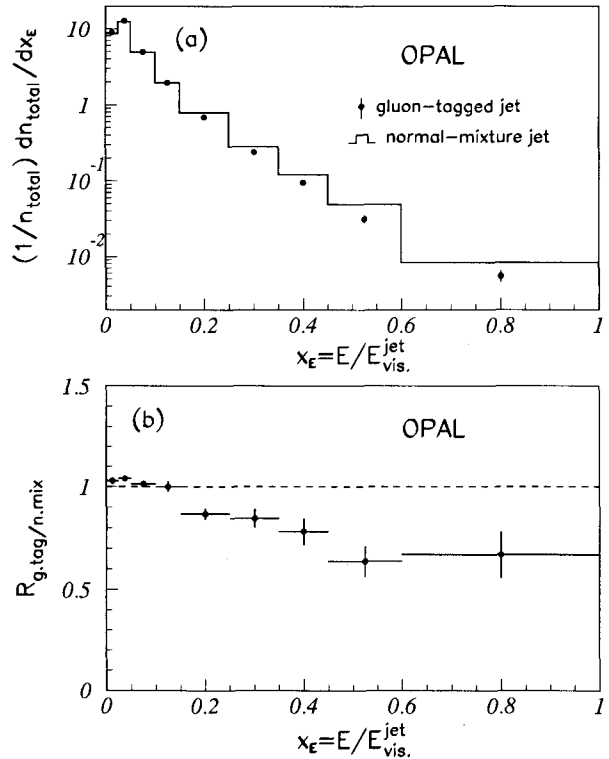 (a)
OPAL
gluon-tagged jet
normal-mixture jet
(1/n_total) dn_total/dx_E
10
1
10^-1
10^-2
0 0.2 0.4 0.6 0.8 1
x_E=E/E_vis.^jet
(b)
OPAL
R_g.tag/n.mix
1.5
1
0.5
0
0 0.2 0.4 0.6 0.8 1
x_E=E/E_vis.^jet